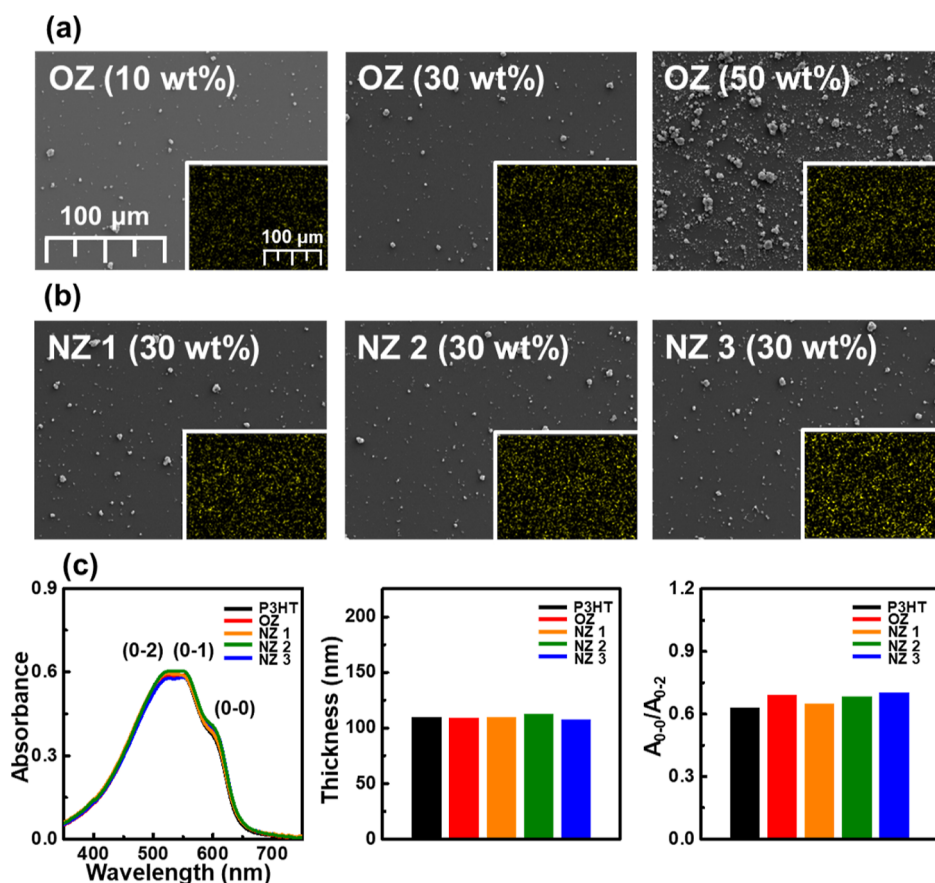 (a)
OZ (10 wt%) OZ (30 wt%) OZ (50 wt%)
100 µm
100 µm
(b)
NZ 1 (30 wt%) NZ 2 (30 wt%) NZ 3 (30 wt%)
(c)
Absorbance
0.9
0.6
0.3
0.0
400 500 600 700
Wavelength (nm)
(0-2) (0-1)
(0-0)
P3HT
OZ
NZ 1
NZ 2
NZ 3
Thickness (nm)
200
150
100
50
0
P3HT
OZ
NZ 1
NZ 2
NZ 3
A0-0/A0-2
1.2
0.9
0.6
0.3
0.0
P3HT
OZ
NZ 1
NZ 2
NZ 3